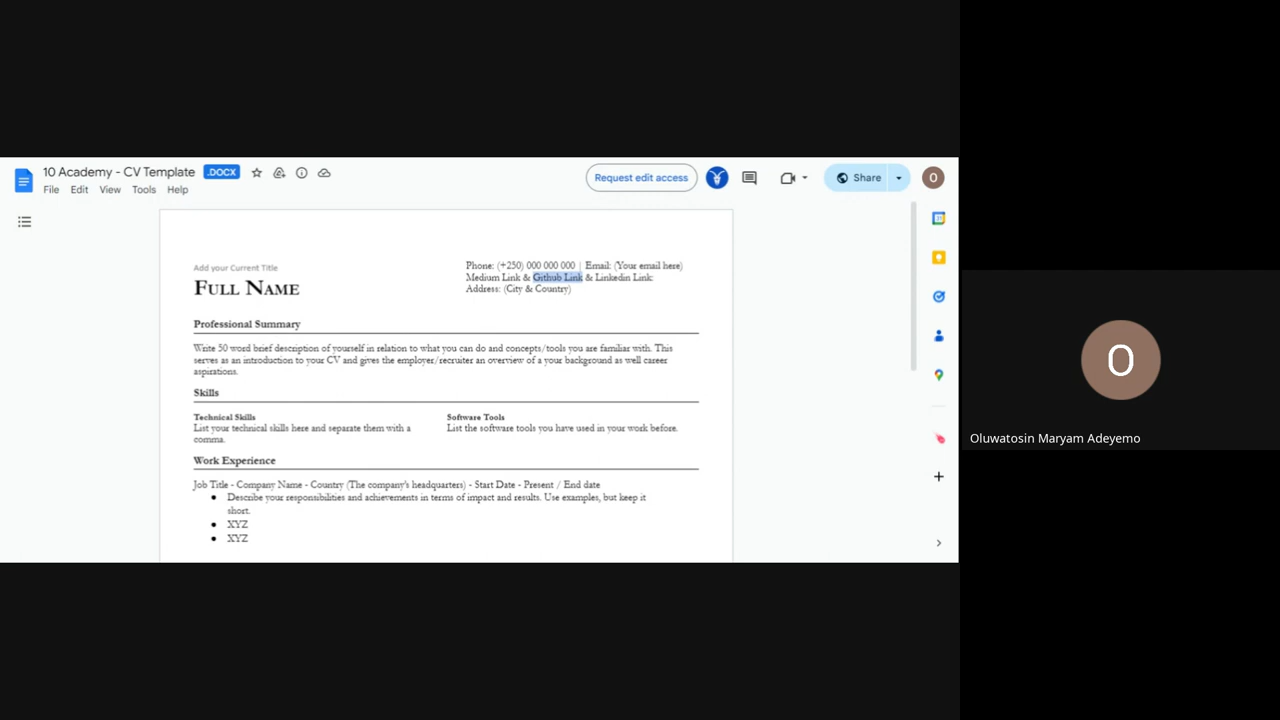 10 Academy - CV Template
.DOCX
File Edit View Tools Help
Request edit access
Share
O
Add your Current Title
FULL NAME
Phone: (+250) 000 000 000 | Email: (Your email here)
Medium Link & Github Link & Linkedin Link:
Address: (City & Country)
Professional Summary
Write 50 word brief description of yourself in relation to what you can do and concepts/tools you are familiar with. This
serves as an introduction to your CV and gives the employer/recruiter an overview of a your background as well career
aspirations.
Skills
Technical Skills
List your technical skills here and separate them with a
comma.
Software Tools
List the software tools you have used in your work before.
Work Experience
Job Title - Company Name - Country (The company's headquarters) - Start Date - Present / End date
● Describe your responsibilities and achievements in terms of impact and results. Use examples, but keep it
short.
● XYZ
● XYZ
O
Oluwatosin Maryam Adeyemo